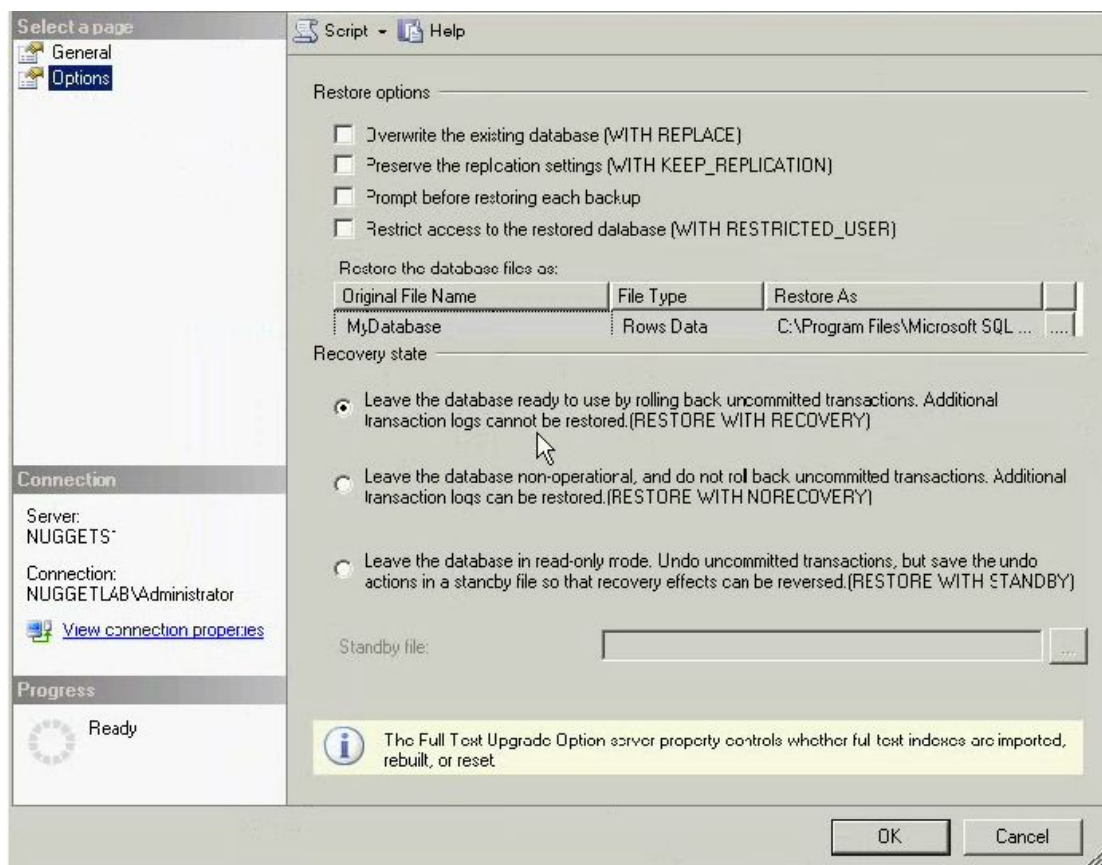 Select a page
General
Options
Script
Help
Restore options
Overwrite the existing database (WITH REPLACE)
Preserve the replcation settings (WITH KEEP_REPLICATION)
Prompt before restoring each backup
Restrict access to the restored database (WITH RESTRICTED_USER)
Restore the database files as:
Original File Name File Type Restore As
MyDatabase Rows Data C:\Program Files\Microsoft SQL ... ...
Recovery state
Leave the database ready to use by rolling back uncommitted transactions. Additional
transaction logs cannot be restored.(RESTORE WITH RECOVERY)
Leave the database non-operational, and do not roll back uncommitted transactions. Additional
transaction logs can be restored.(RESTORE WITH NORECOVERY)
Leave the database in read-only mode. Undo uncommitted transactions, but save the undo
actions in a standby file so that recovery effects can be reversed.(RESTORE WITH STANDBY)
Standby file:
...
Connection
Server:
NUGGETS1
Connection:
NUGGETLAB\Administrator
View connection properties
Progress
Ready
The Full Text Upgrade Option server property controls whether full text indexes are imported,
rebuilt, or reset
OK
Cancel